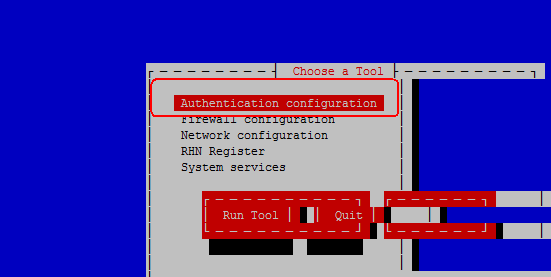 Choose a Tool
Authentication configuration
Firewall configuration
Network configuration
RHN Register
System services
Run Tool Quit